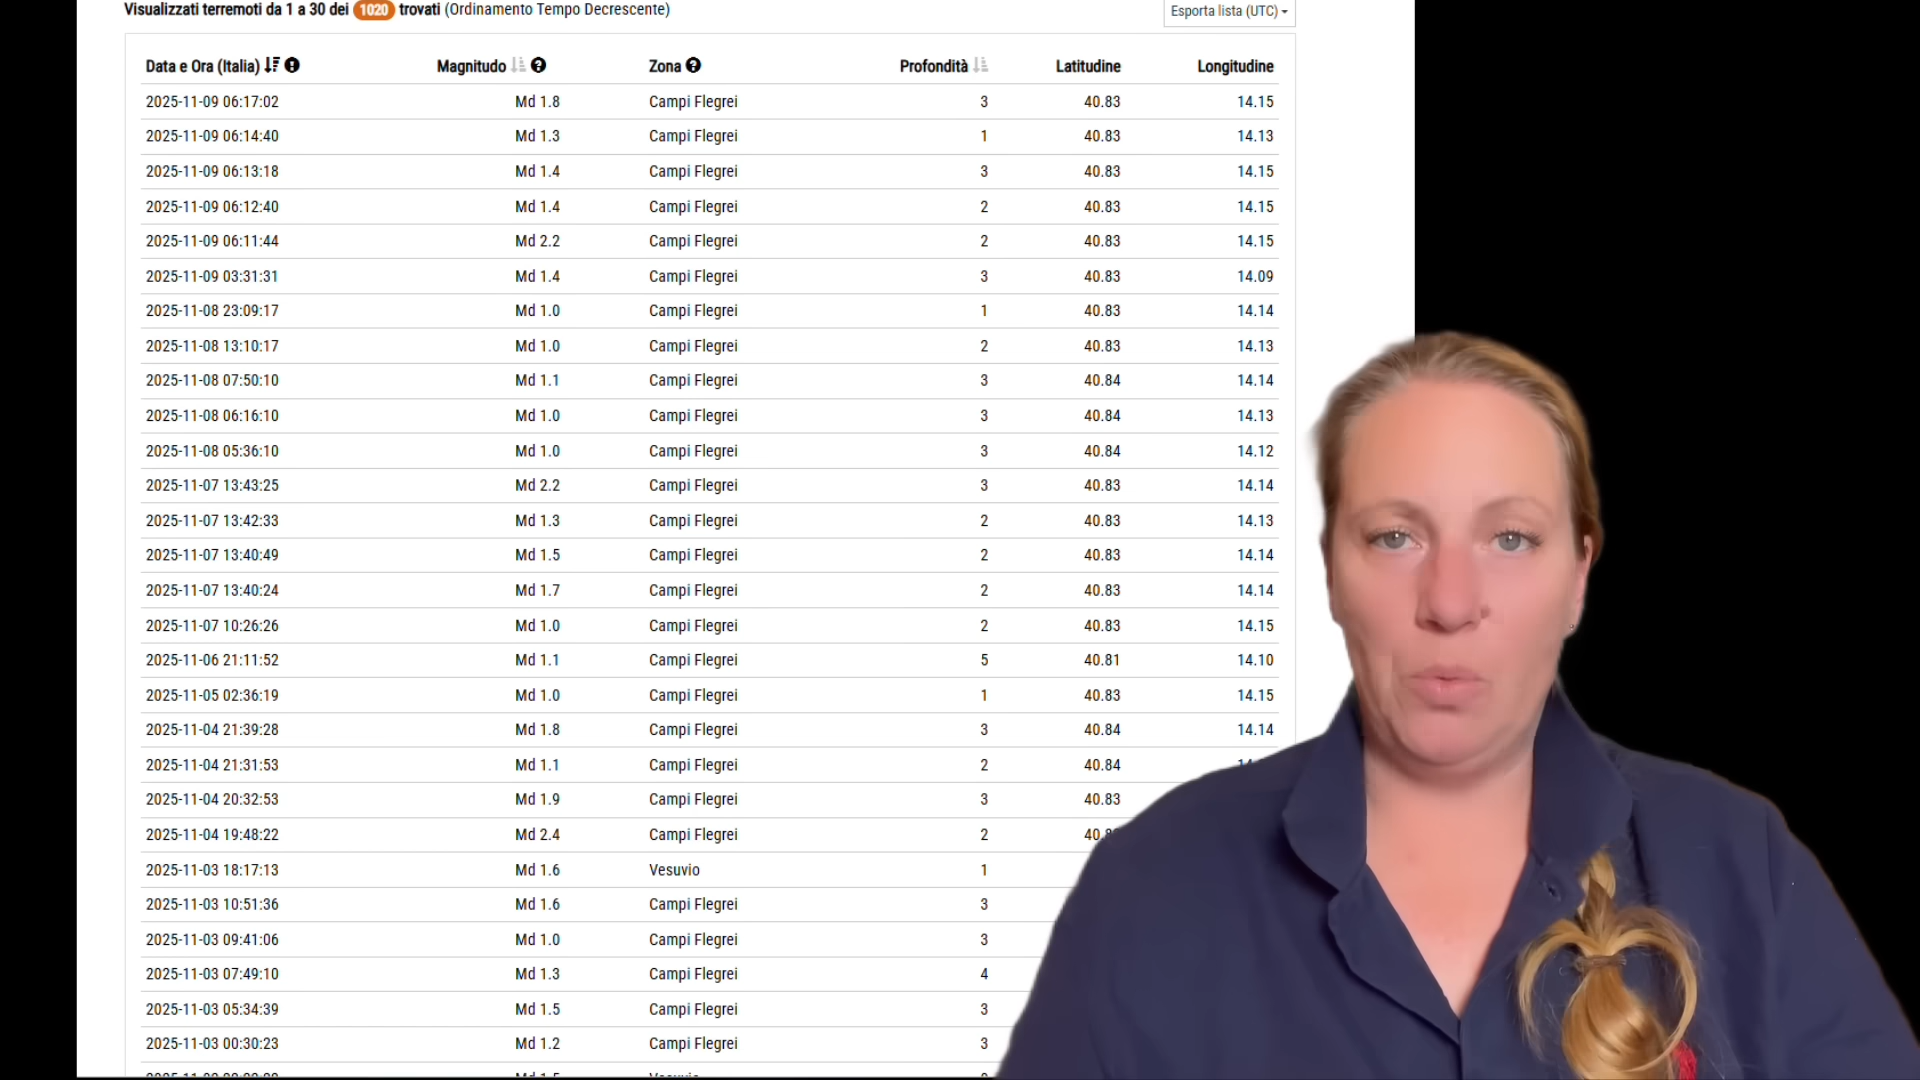 Visualizzati terremoti da 1 a 30 dei 1020 trovati (Ordinamento Tempo Decrescente) Esporta lista (UTC)
Data e Ora (Italia) Magnitudo Zona Profondità Latitudine Longitudine
2025-11-09 06:17:02 Md 1.8 Campi Flegrei 3 40.83 14.15
2025-11-09 06:14:40 Md 1.3 Campi Flegrei 1 40.83 14.13
2025-11-09 06:13:18 Md 1.4 Campi Flegrei 3 40.83 14.15
2025-11-09 06:12:40 Md 1.4 Campi Flegrei 2 40.83 14.15
2025-11-09 06:11:44 Md 2.2 Campi Flegrei 2 40.83 14.15
2025-11-09 03:31:31 Md 1.4 Campi Flegrei 3 40.83 14.09
2025-11-08 23:09:17 Md 1.0 Campi Flegrei 1 40.83 14.14
2025-11-08 13:10:17 Md 1.0 Campi Flegrei 2 40.83 14.13
2025-11-08 07:50:10 Md 1.1 Campi Flegrei 3 40.84 14.14
2025-11-08 06:16:10 Md 1.0 Campi Flegrei 3 40.84 14.13
2025-11-08 05:36:10 Md 1.0 Campi Flegrei 3 40.84 14.12
2025-11-07 13:43:25 Md 2.2 Campi Flegrei 3 40.83 14.14
2025-11-07 13:42:33 Md 1.3 Campi Flegrei 2 40.83 14.13
2025-11-07 13:40:49 Md 1.5 Campi Flegrei 2 40.83 14.14
2025-11-07 13:40:24 Md 1.7 Campi Flegrei 2 40.83 14.14
2025-11-07 10:26:26 Md 1.0 Campi Flegrei 2 40.83 14.15
2025-11-06 21:11:52 Md 1.1 Campi Flegrei 5 40.81 14.10
2025-11-05 02:36:19 Md 1.0 Campi Flegrei 1 40.83 14.15
2025-11-04 21:39:28 Md 1.8 Campi Flegrei 3 40.84 14.14
2025-11-04 21:31:53 Md 1.1 Campi Flegrei 2 40.84
2025-11-04 20:32:53 Md 1.9 Campi Flegrei 3 40.83
2025-11-04 19:48:22 Md 2.4 Campi Flegrei 2
2025-11-03 18:17:13 Md 1.6 Vesuvio 1
2025-11-03 10:51:36 Md 1.6 Campi Flegrei 3
2025-11-03 09:41:06 Md 1.0 Campi Flegrei 3
2025-11-03 07:49:10 Md 1.3 Campi Flegrei 4
2025-11-03 05:34:39 Md 1.5 Campi Flegrei 3
2025-11-03 00:30:23 Md 1.2 Campi Flegrei 3